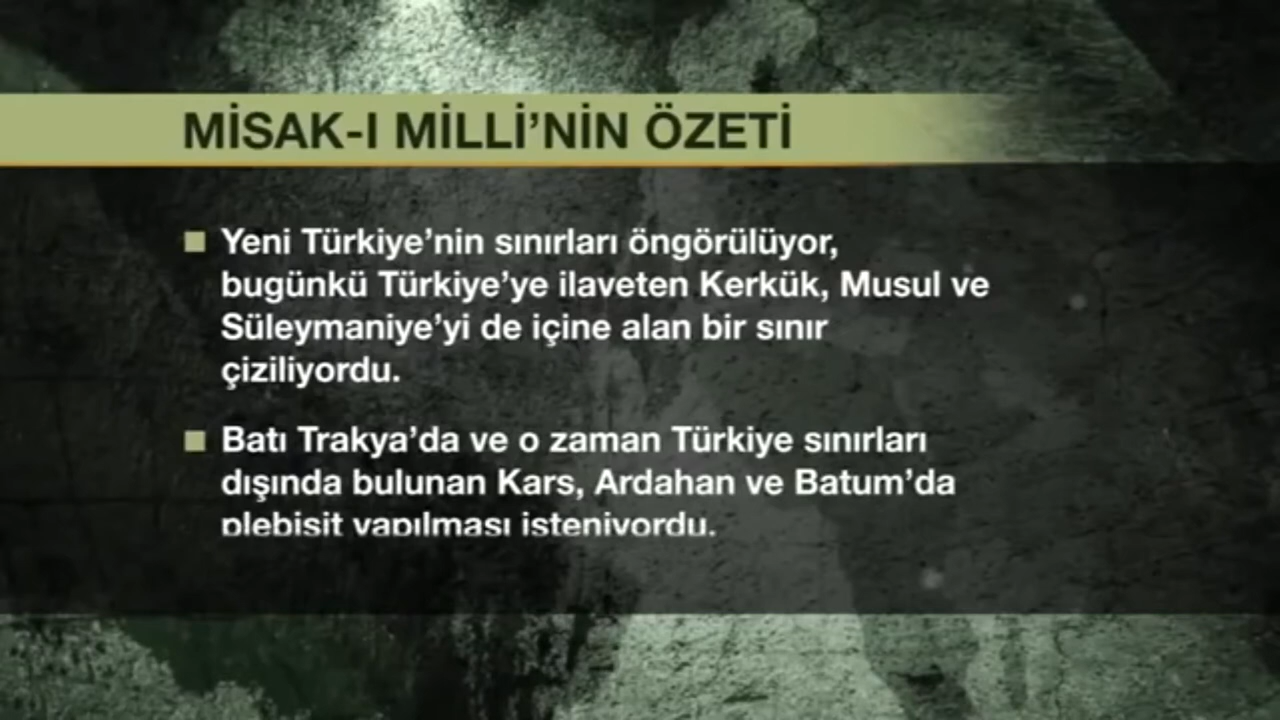 MİSAK-I MİLLİ'NİN ÖZETİ
Yeni Türkiye'nin sınırları öngörülüyor,
bugünkü Türkiye'ye ilaveten Kerkük, Musul ve
Süleymaniye'yi de içine alan bir sınır
çiziliyordu.
Batı Trakya'da ve o zaman Türkiye sınırları
dışında bulunan Kars, Ardahan ve Batum'da
plebisit yapılması isteniyordu.